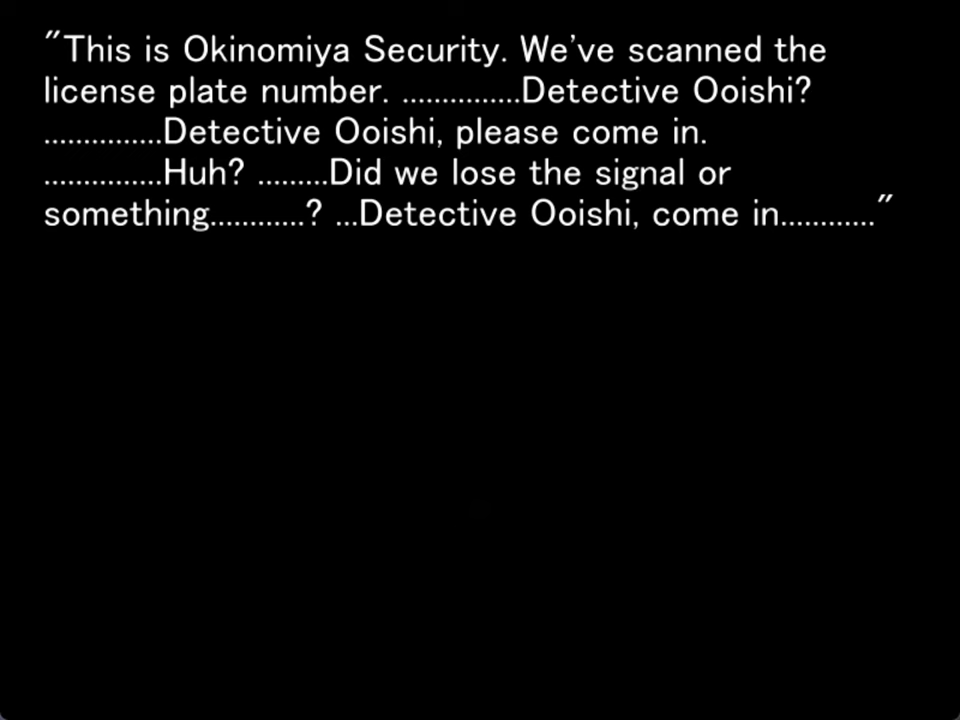 "This is Okinomiya Security. We've scanned the
license plate number. ...............Detective Ooishi?
...............Detective Ooishi, please come in.
...............Huh? .........Did we lose the signal or
something............? ...Detective Ooishi, come in............"